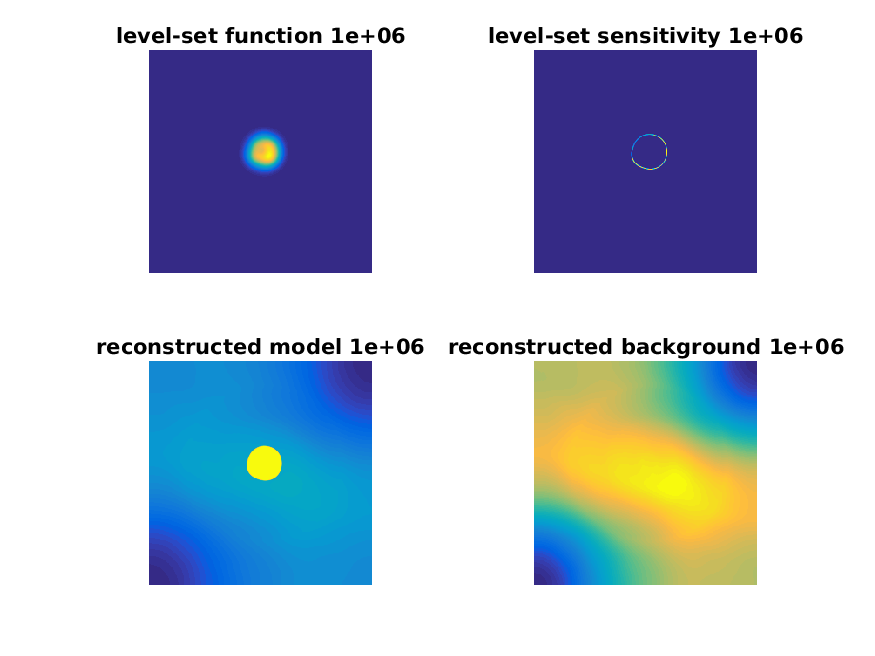 level-set function 1e+06
level-set sensitivity 1e+06
reconstructed model 1e+06
reconstructed background 1e+06